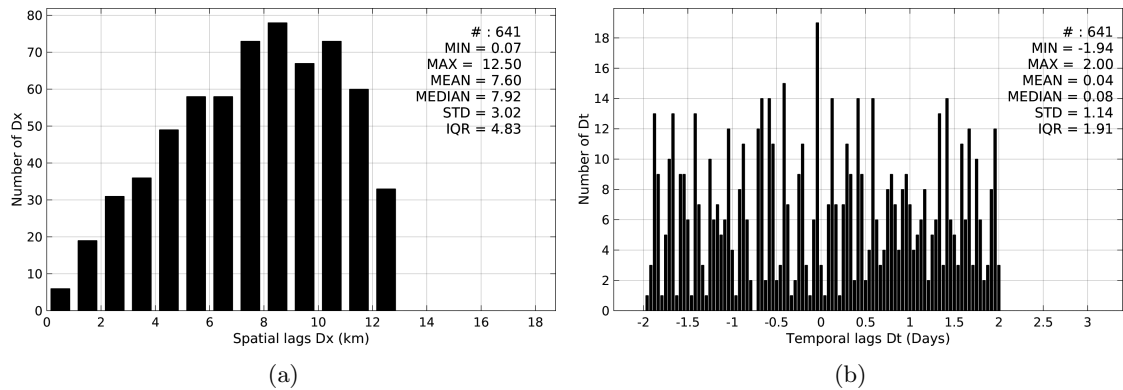 80
70
60
50
40
30
20
10
0
Number of Dx
# : 641
MIN = 0.07
MAX = 12.50
MEAN = 7.60
MEDIAN = 7.92
STD = 3.02
IQR = 4.83
0 2 4 6 8 10 12 14 16 18
Spatial lags Dx (km)
(a)
18
16
14
12
10
8
6
4
2
0
Number of Dt
# : 641
MIN = -1.94
MAX = 2.00
MEAN = 0.04
MEDIAN = 0.08
STD = 1.14
IQR = 1.91
-2 -1.5 -1 -0.5 0 0.5 1 2 2.5 3
Temporal lags Dt (Days)
(b)